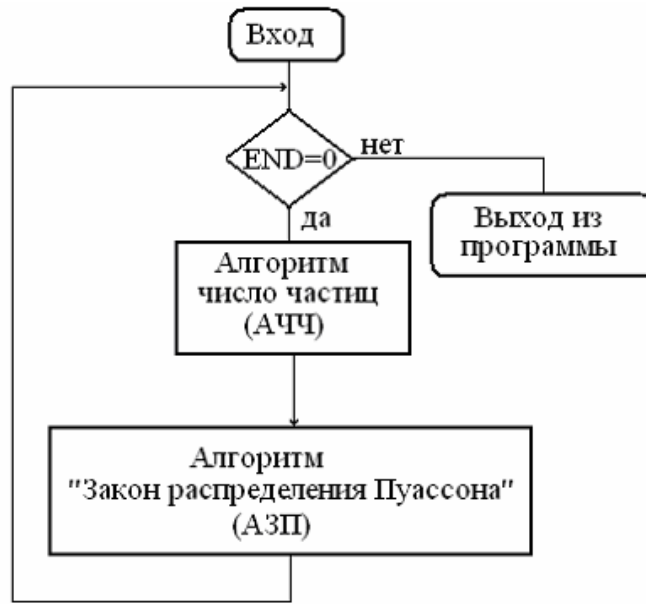 Вход
END=0
нет
да
Выход из
программы
Алгоритм
число частиц
(АЧЧ)
Алгоритм
"Закон распределения Пуассона"
(АЗП)